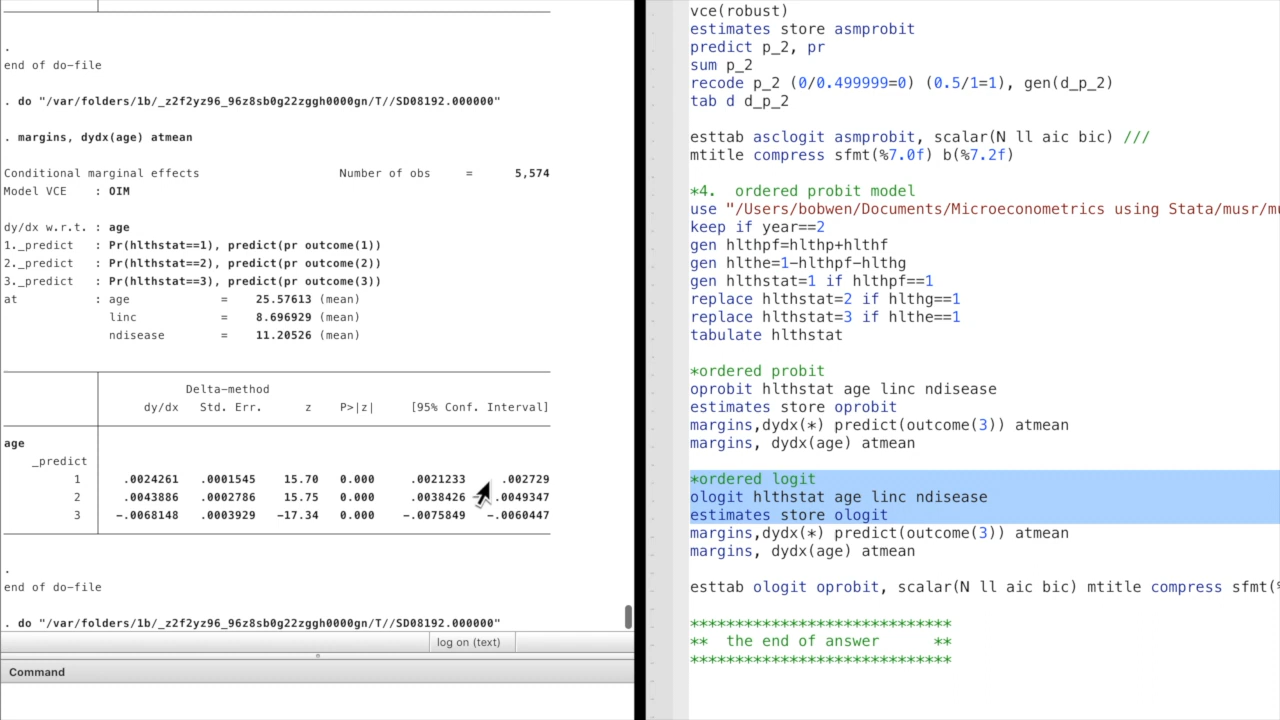 .
end of do-file
. do "/var/folders/1b/_z2f2yz96_96z8sb0g22zggh0000gn/T//SD08192.000000"
. margins, dydx(age) atmean
Conditional marginal effects Number of obs = 5,574
Model VCE : OIM
dy/dx w.r.t. : age
1._predict : Pr(hlthstat==1), predict(pr outcome(1))
2._predict : Pr(hlthstat==2), predict(pr outcome(2))
3._predict : Pr(hlthstat==3), predict(pr outcome(3))
at : age = 25.57613 (mean)
linc = 8.696929 (mean)
ndisease = 11.20526 (mean)
Delta-method
dy/dx Std. Err. z P>|z| [95% Conf. Interval]
age
_predict
1 .0024261 .0001545 15.70 0.000 .0021233 .002729
2 .0043886 .0002786 15.75 0.000 .0038426 .0049347
3 -.0068148 .0003929 -17.34 0.000 -.0075849 -.0060447
.
end of do-file
. do "/var/folders/1b/_z2f2yz96_96z8sb0g22zggh0000gn/T//SD08192.000000"
log on (text)
Command
vce(robust)
estimates store asmprobit
predict p_2, pr
sum p_2
recode p_2 (0/0.499999=0) (0.5/1=1), gen(d_p_2)
tab d d_p_2
esttab asclogit asmprobit, scalar(N ll aic bic) ///
mtitle compress sfmt(%7.0f) b(%7.2f)
*4. ordered probit model
use "/Users/bobwen/Documents/Microeconometrics using Stata/musr/m
keep if year==2
gen hlthpf=hlthp+hlthf
gen hlthe=1-hlthpf-hlthg
gen hlthstat=1 if hlthpf==1
replace hlthstat=2 if hlthg==1
replace hlthstat=3 if hlthe==1
tabulate hlthstat
*ordered probit
oprobit hlthstat age linc ndisease
estimates store oprobit
margins,dydx(*) predict(outcome(3)) atmean
margins, dydx(age) atmean
*ordered logit
ologit hlthstat age linc ndisease
estimates store ologit
margins,dydx(*) predict(outcome(3)) atmean
margins, dydx(age) atmean
esttab ologit oprobit, scalar(N ll aic bic) mtitle compress sfmt(%
*****************************
** the end of answer **
*****************************